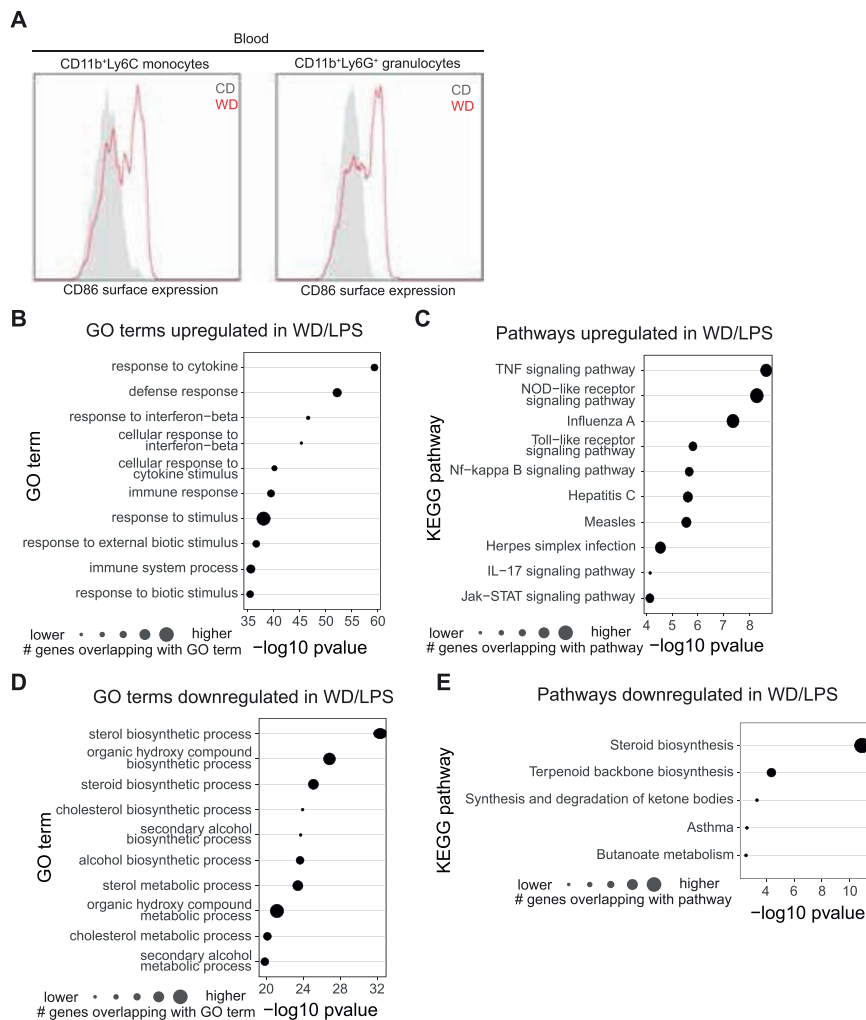 A
Blood
CD11b+Ly6C monocytes
CD11b+Ly6G+ granulocytes
CD
WD
CD
WD
CD86 surface expression
CD86 surface expression
B
GO terms upregulated in WD/LPS
GO term
response to cytokine
defense response
response to interferon−beta
cellular response to
interferon−beta
cellular response to
cytokine stimulus
immune response
response to stimulus
response to external biotic stimulus
immune system process
response to biotic stimulus
35 40 45 50 55 60
lower higher
# genes overlapping with GO term
−log10 pvalue
C
Pathways upregulated in WD/LPS
KEGG pathway
TNF signaling pathway
NOD−like receptor
signaling pathway
Influenza A
Toll−like receptor
signaling pathway
Nf−kappa B signaling pathway
Hepatitis C
Measles
Herpes simplex infection
IL−17 signaling pathway
Jak−STAT signaling pathway
4 5 6 7 8
lower higher
# genes overlapping with pathway
−log10 pvalue
D
GO terms downregulated in WD/LPS
GO term
sterol biosynthetic process
organic hydroxy compound
biosynthetic process
steroid biosynthetic process
cholesterol biosynthetic process
secondary alcohol
biosynthetic process
alcohol biosynthetic process
sterol metabolic process
organic hydroxy compound
metabolic process
cholesterol metabolic process
secondary alcohol
metabolic process
20 24 28 32
lower higher
# genes overlapping with GO term
−log10 pvalue
E
Pathways downregulated in WD/LPS
KEGG pathway
Steroid biosynthesis
Terpenoid backbone biosynthesis
Synthesis and degradation of ketone bodies
Asthma
Butanoate metabolism
4 6 8 10
lower higher
# genes overlapping with pathway
−log10 pvalue